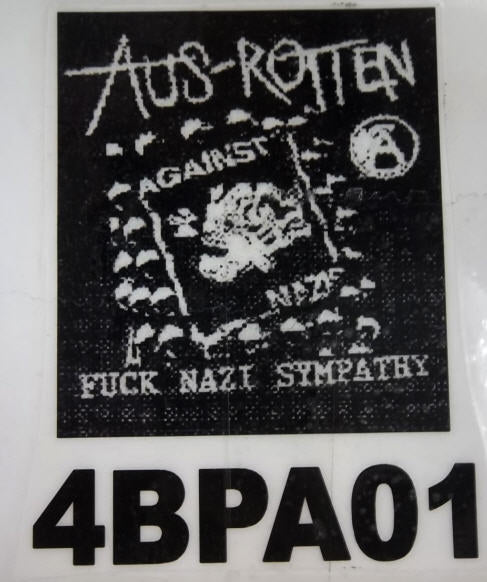 AUS-ROTTEN
A
AGAINST
NAZIS
FUCK NAZI SYMPATHY
4BPA01